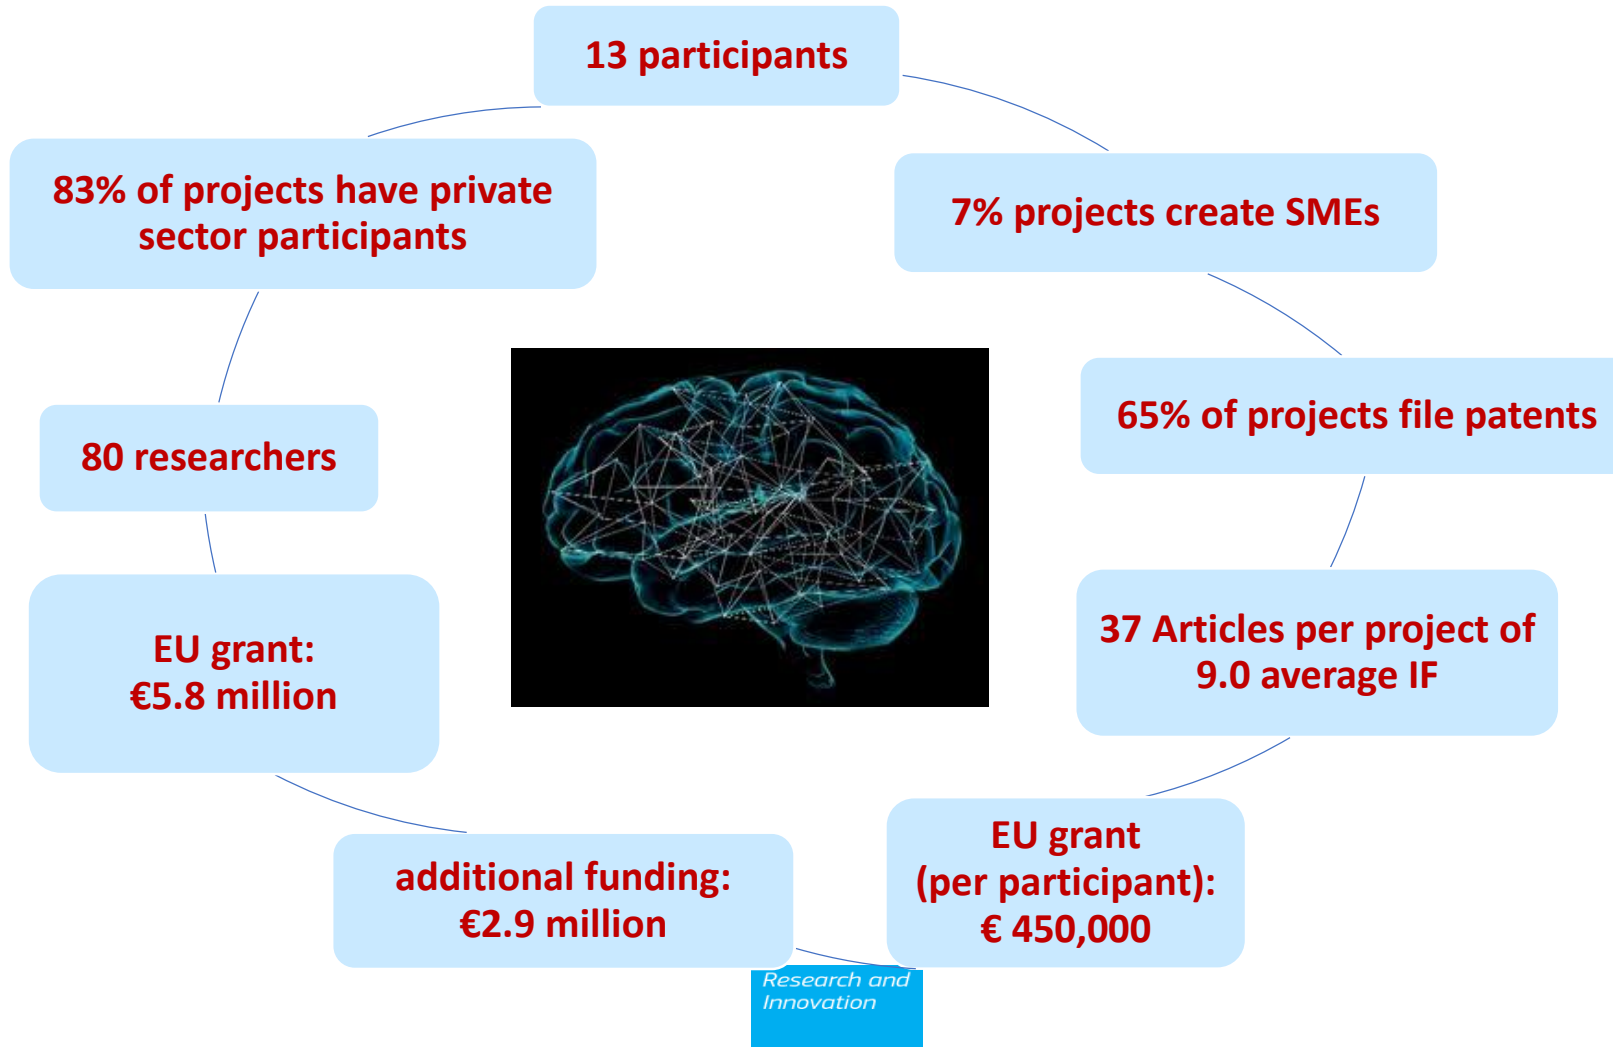 13 participants
83% of projects have private
sector participants
7% projects create SMEs
80 researchers
65% of projects file patents
EU grant:
€5.8 million
37 Articles per project of
9.0 average IF
additional funding:
€2.9 million
EU grant
(per participant):
€ 450,000
Research and
Innovation